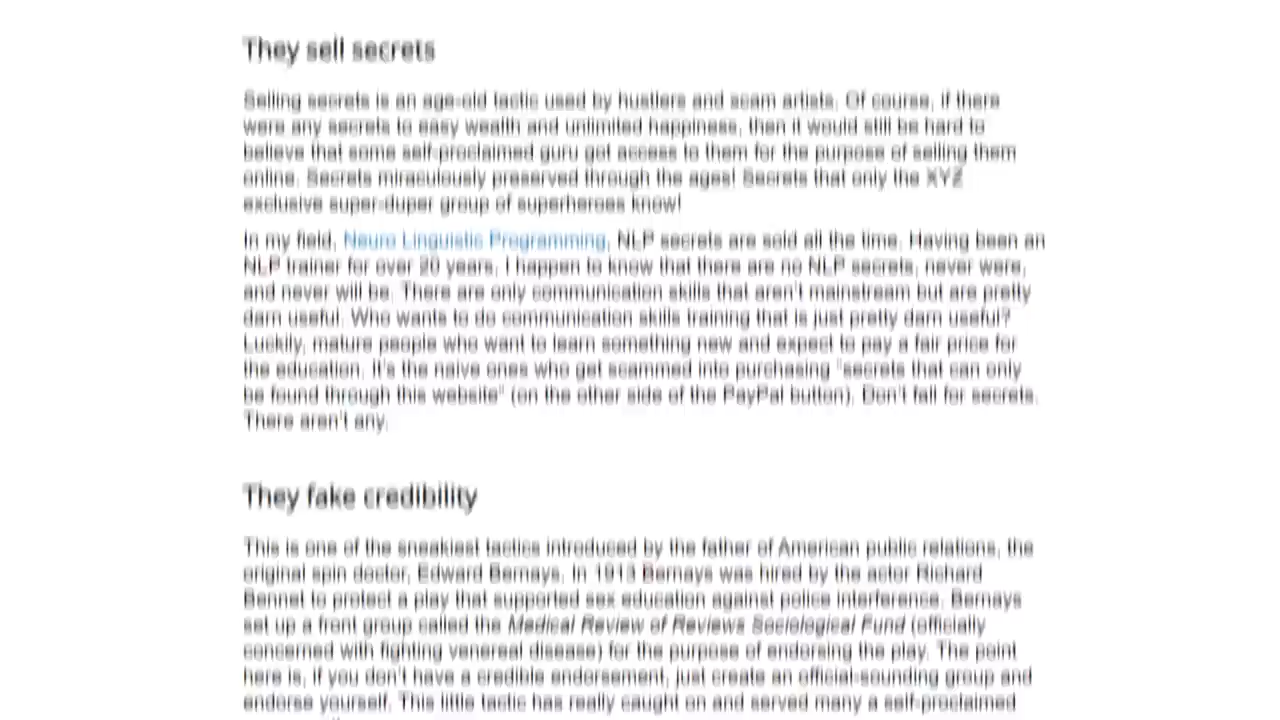 They sell secrets
Selling secrets is an age-old tactic used by hustlers and scam artists. Of course, if there
were any secrets to easy wealth and unlimited happiness, then it would still be hard to
believe that some self-proclaimed guru got access to them for the purpose of selling them
online. Secrets miraculously preserved through the ages! Secrets that only the XYZ
exclusive super-duper group of superheroes know!
In my field, Neuro Linguistic Programming, NLP secrets are sold all the time. Having been an
NLP trainer for over 20 years, I happen to know that there are no NLP secrets, never were,
and never will be. There are only communication skills that aren't mainstream but are pretty
darn useful. Who wants to do communication skills training that is just pretty darn useful?
Luckily, mature people who want to learn something new and expect to pay a fair price for
the education. It's the naive ones who get scammed into purchasing "secrets that can only
be found through this website" (on the other side of the PayPal button). Don't fall for secrets.
There aren't any.
They fake credibility
This is one of the sneakiest tactics introduced by the father of American public relations, the
original spin doctor, Edward Bernays. In 1913 Bernays was hired by the actor Richard
Bennet to protect a play that supported sex education against police interference. Bernays
set up a front group called the Medical Review of Reviews Sociological Fund (officially
concerned with fighting venereal disease) for the purpose of endorsing the play. The point
here is, if you don't have a credible endorsement, just create an official-sounding group and
endorse yourself. This little tactic has really caught on and served many a self-proclaimed